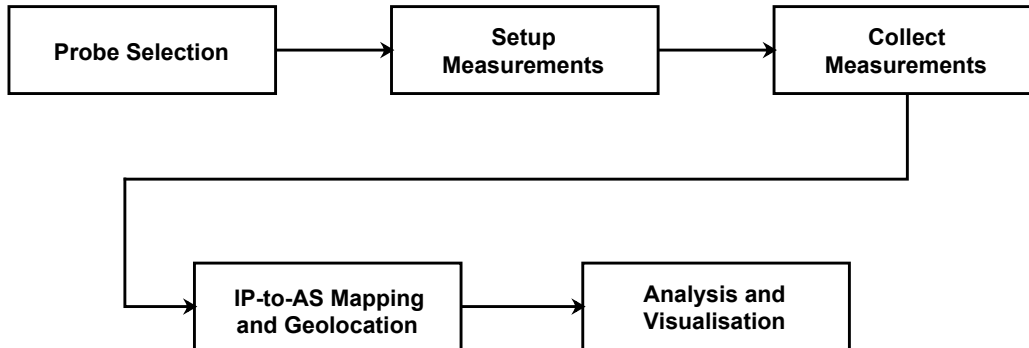 Probe Selection
Setup
Measurements
Collect
Measurements
IP-to-AS Mapping
and Geolocation
Analysis and
Visualisation